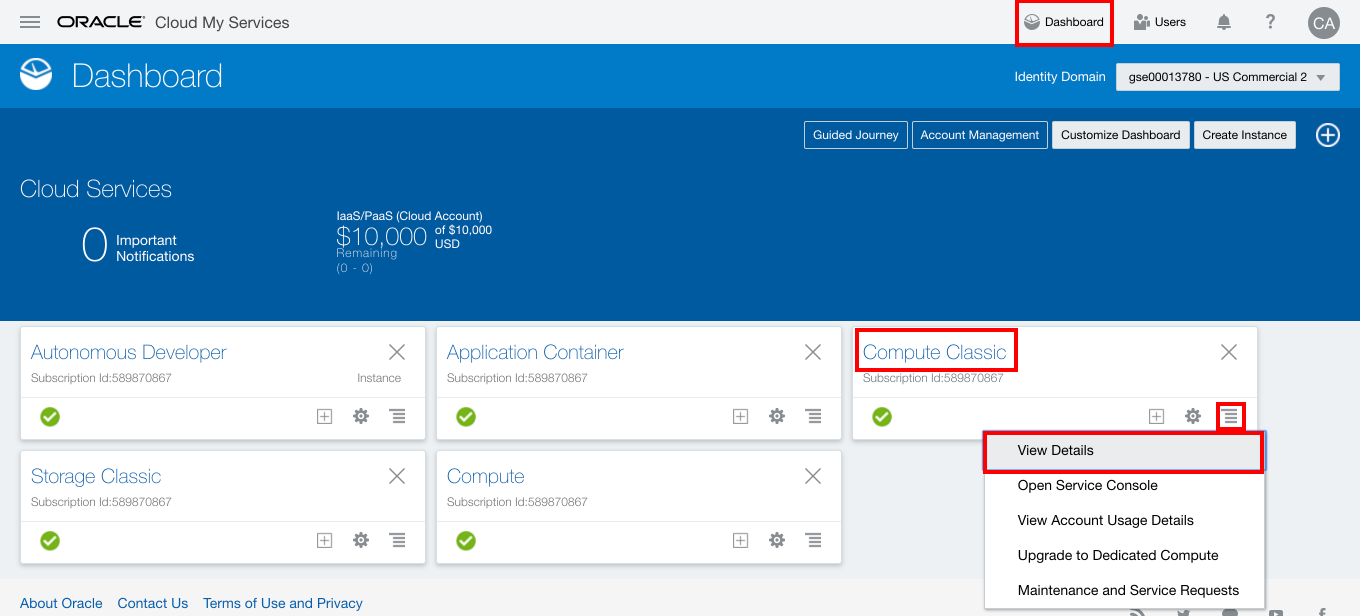 ORACLE Cloud My Services
Dashboard
Users
?
CA
Dashboard
Identity Domain
gse00013780 - US Commercial 2
Guided Journey
Account Management
Customize Dashboard
Create Instance
Cloud Services
0 Important Notifications
IaaS/PaaS (Cloud Account)
$10,000 of $10,000 USD
Remaining
(0 - 0)
Autonomous Developer
Subscription Id:589870867
Instance
Application Container
Subscription Id:589870867
Compute Classic
Subscription Id:589870867
View Details
Open Service Console
View Account Usage Details
Upgrade to Dedicated Compute
Maintenance and Service Requests
Storage Classic
Subscription Id:589870867
Compute
Subscription Id:589870867
About Oracle
Contact Us
Terms of Use and Privacy